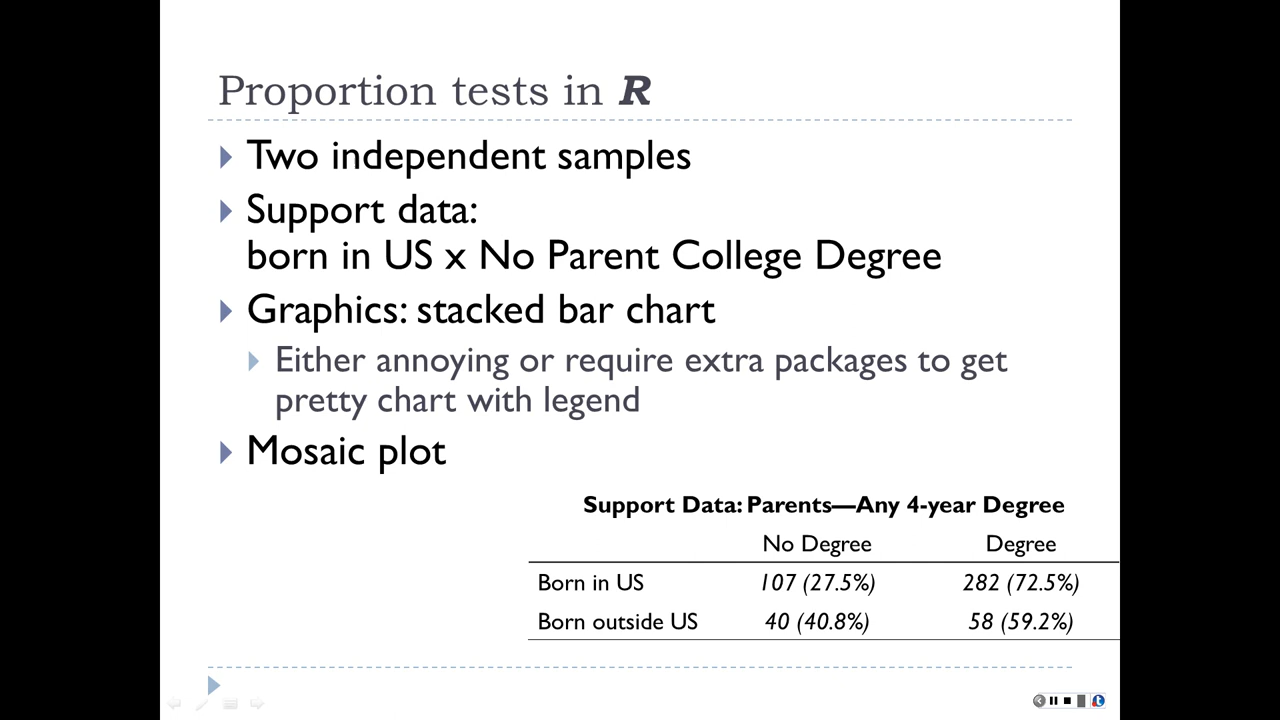 Proportion tests in R
Two independent samples
Support data:
born in US x No Parent College Degree
Graphics: stacked bar chart
Either annoying or require extra packages to get
pretty chart with legend
Mosaic plot
Support Data: Parents—Any 4-year Degree
No Degree Degree
Born in US 107 (27.5%) 282 (72.5%)
Born outside US 40 (40.8%) 58 (59.2%)